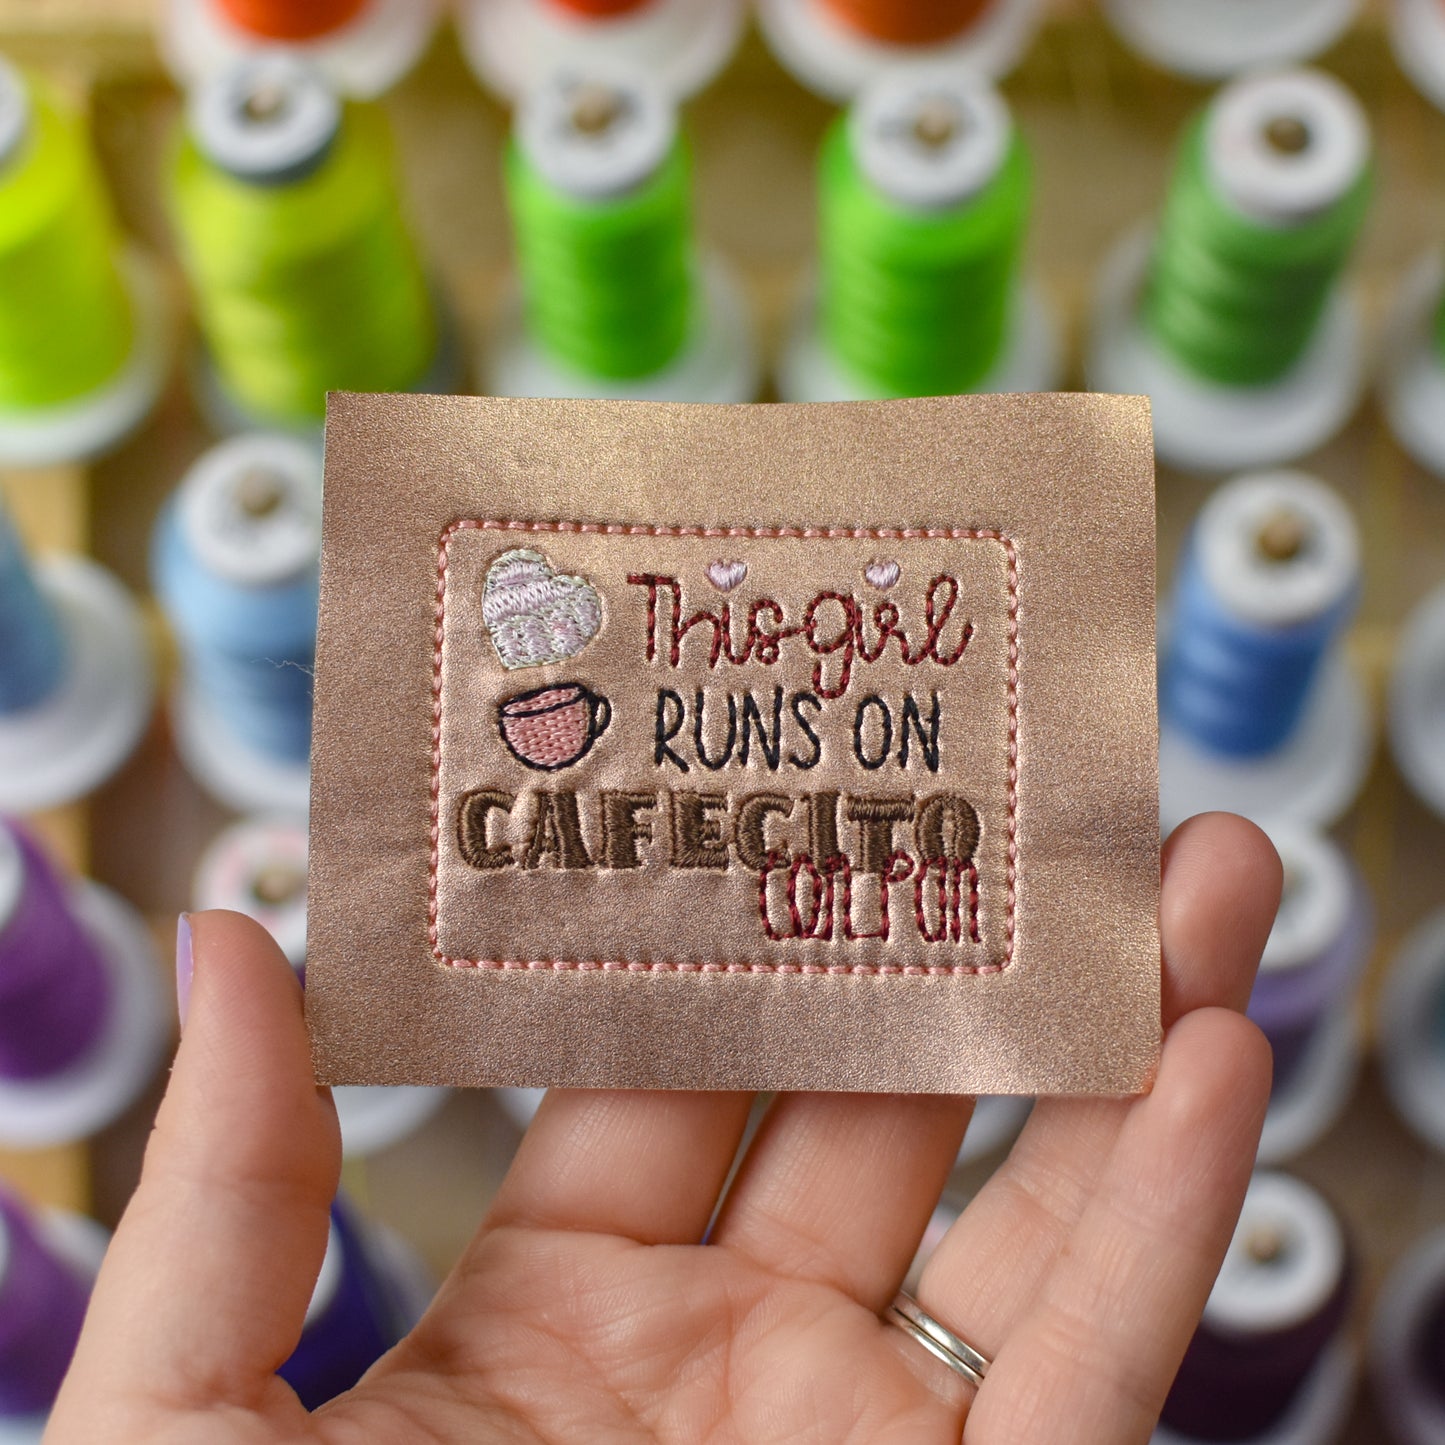 This girl
RUNS ON
CAFECITO
con pan